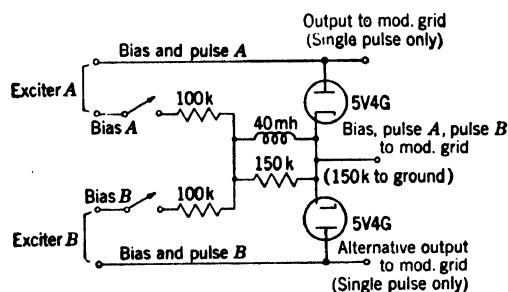 Output to mod. grid
(Single pulse only)
Bias and pulse A
Exciter A
100k
5V4G
Bias A
40mh
Bias, pulse A, pulse B
to mod. grid
150k
(150k to ground)
Bias B
100k
5V4G
Exciter B
Bias and pulse B
Alternative output
to mod. grid
(Single pulse only)